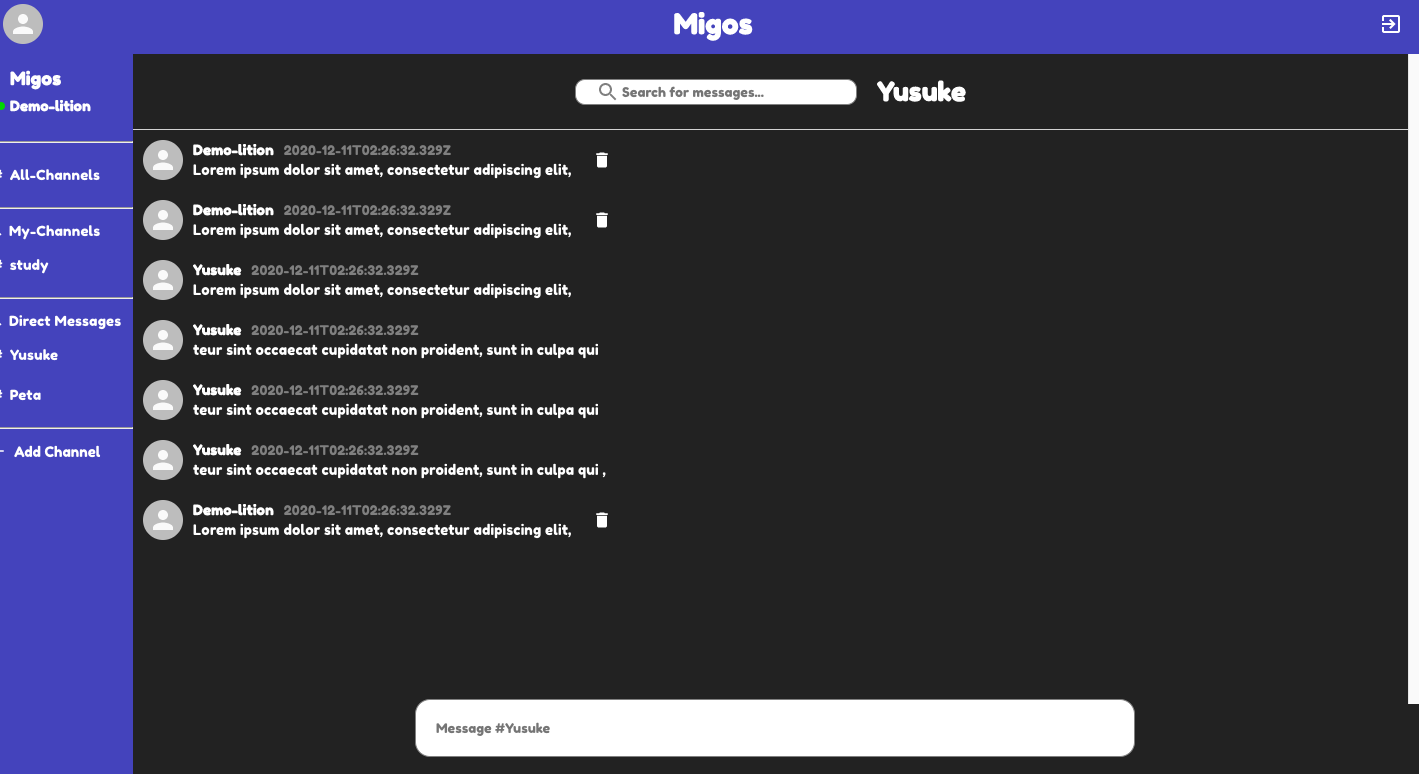 Migos
Migos
Demo-lition
# All-Channels
My-Channels
# study
Direct Messages
# Yusuke
# Peta
Add Channel
Search for messages...
Yusuke
Demo-lition 2020-12-11T02:26:32.329Z
Lorem ipsum dolor sit amet, consectetur adipiscing elit,
Demo-lition 2020-12-11T02:26:32.329Z
Lorem ipsum dolor sit amet, consectetur adipiscing elit,
Yusuke 2020-12-11T02:26:32.329Z
Lorem ipsum dolor sit amet, consectetur adipiscing elit,
Yusuke 2020-12-11T02:26:32.329Z
teur sint occaecat cupidatat non proident, sunt in culpa qui
Yusuke 2020-12-11T02:26:32.329Z
teur sint occaecat cupidatat non proident, sunt in culpa qui
Yusuke 2020-12-11T02:26:32.329Z
teur sint occaecat cupidatat non proident, sunt in culpa qui ,
Demo-lition 2020-12-11T02:26:32.329Z
Lorem ipsum dolor sit amet, consectetur adipiscing elit,
Message #Yusuke